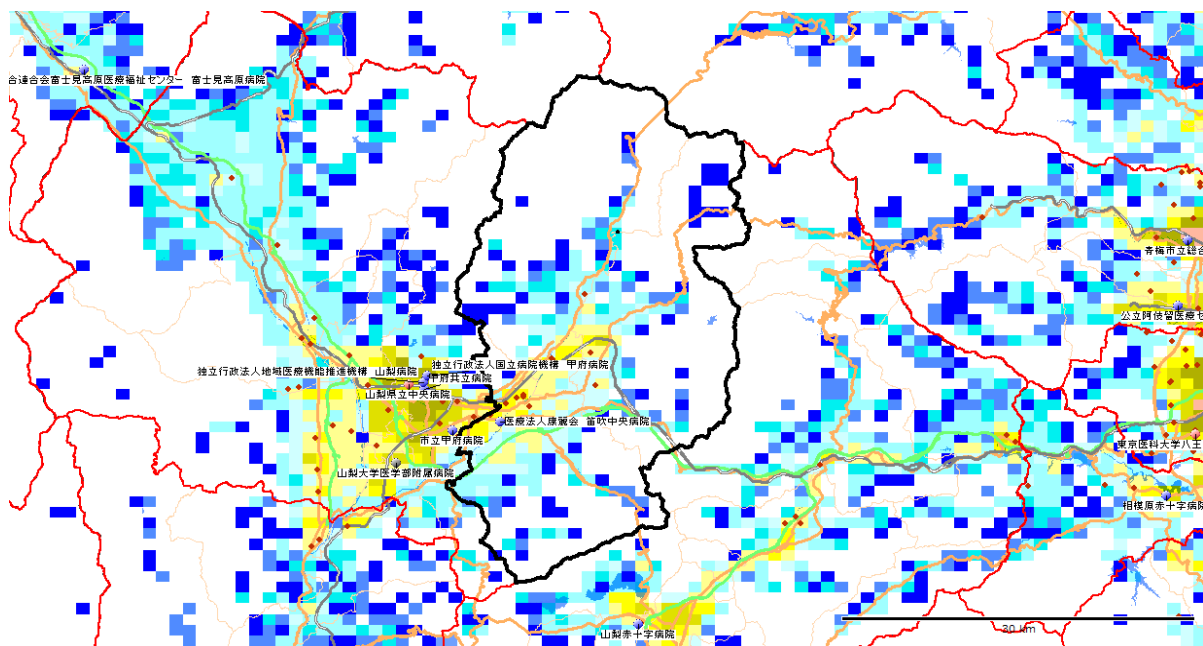 合連合会富士見高原医療福祉センター 富士見高原病院
青梅市立総合
公立阿伎留医療セ
独立行政法人国立病院機構 甲府病院
独立行政法人地域医療機能推進機構 山梨病院
甲府共立病院
山梨県立中央病院
医療法人康麗会 笛吹中央病院
市立甲府病院
東京医科大学八王
山梨大学医学部附属病院
相模原赤十字病院
山梨赤十字病院
30 km